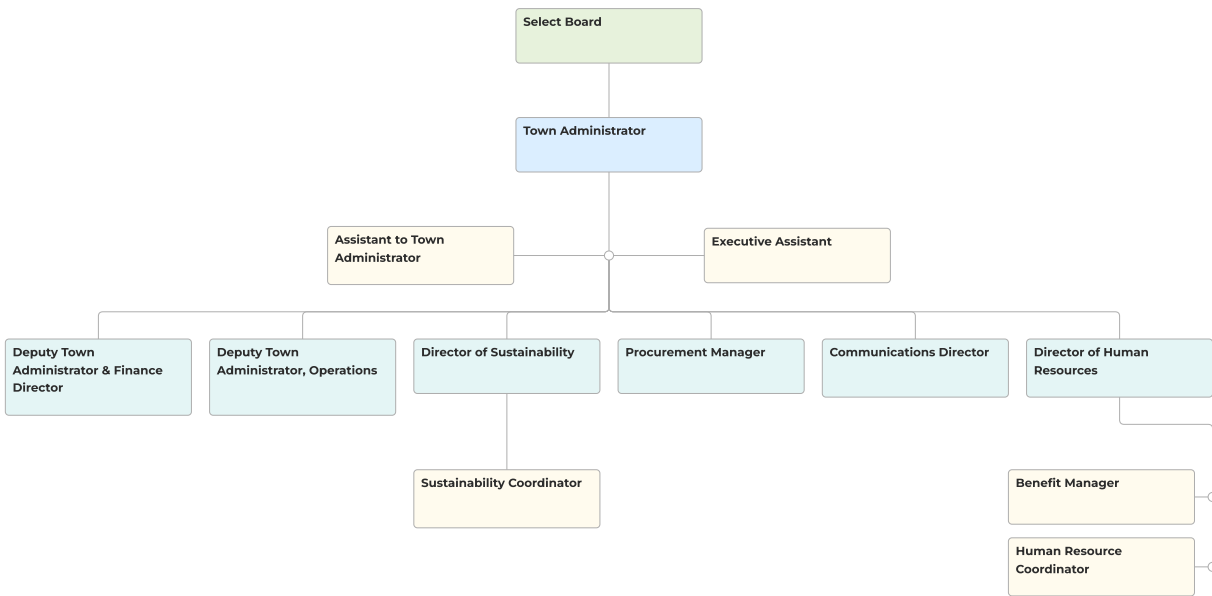 Select Board
Town Administrator
Assistant to Town
Administrator
Executive Assistant
Deputy Town
Administrator & Finance
Director
Deputy Town
Administrator, Operations
Director of Sustainability
Procurement Manager
Communications Director
Director of Human
Resources
Sustainability Coordinator
Benefit Manager
Human Resource
Coordinator